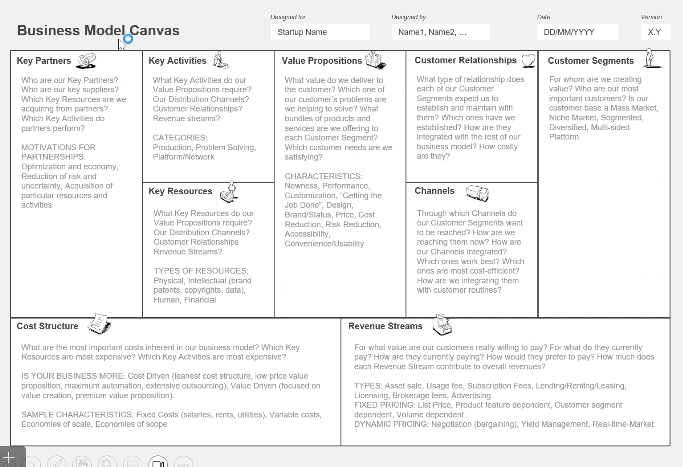 Business Model Canvas
Designed for
Startup Name
Designed by
Name1, Name2, ...
Date
DD/MM/YYYY
Version
X.Y
Key Partners
Who are our Key Partners?
Who are our key suppliers?
Which Key Resources are we
acquiring from partners?
Which Key Activities do
partners perform?
MOTIVATIONS FOR
PARTNERSHIPS:
Optimization and economy,
Reduction of risk and
uncertainty, Acquisition of
particular resources and
activities
Key Activities
What Key Activities do our
Value Propositions require?
Our Distribution Channels?
Customer Relationships?
Revenue streams?
CATEGORIES:
Production, Problem Solving,
Platform/Network
Key Resources
What Key Resources do our
Value Propositions require?
Our Distribution Channels?
Customer Relationships
Revenue Streams?
TYPES OF RESOURCES:
Physical, Intellectual (brand
patents, copyrights, data),
Human, Financial
Value Propositions
What value do we deliver to
the customer? Which one of
our customer's problems are
we helping to solve? What
bundles of products and
services are we offering to
each Customer Segment?
Which customer needs are we
satisfying?
CHARACTERISTICS:
Newness, Performance,
Customization, "Getting the
Job Done", Design,
Brand/Status, Price, Cost
Reduction, Risk Reduction,
Accessibility,
Convenience/Usability
Customer Relationships
What type of relationship does
each of our Customer
Segments expect us to
establish and maintain with
them? Which ones have we
established? How are they
integrated with the rest of our
business model? How costly
are they?
Channels
Through which Channels do
our Customer Segments want
to be reached? How are we
reaching them now? How are
our Channels integrated?
Which ones work best? Which
ones are most cost-efficient?
How are we integrating them
with customer routines?
Customer Segments
For whom are we creating
value? Who are our most
important customers? Is our
customer base a Mass Market,
Niche Market, Segmented,
Diversified, Multi-sided
Platform
Cost Structure
What are the most important costs inherent in our business model? Which Key
Resources are most expensive? Which Key Activities are most expensive?
IS YOUR BUSINESS MORE: Cost Driven (leanest cost structure, low price value
proposition, maximum automation, extensive outsourcing), Value Driven (focused on
value creation, premium value proposition).
SAMPLE CHARACTERISTICS: Fixed Costs (salaries, rents, utilities), Variable costs,
Economies of scale, Economies of scope
Revenue Streams
For what value are our customers really willing to pay? For what do they currently
pay? How are they currently paying? How would they prefer to pay? How much does
each Revenue Stream contribute to overall revenues?
TYPES: Asset sale, Usage fee, Subscription Fees, Lending/Renting/Leasing,
Licensing, Brokerage fees, Advertising
FIXED PRICING: List Price, Product feature dependent, Customer segment
dependent, Volume dependent
DYNAMIC PRICING: Negotiation (bargaining), Yield Management, Real-time-Market